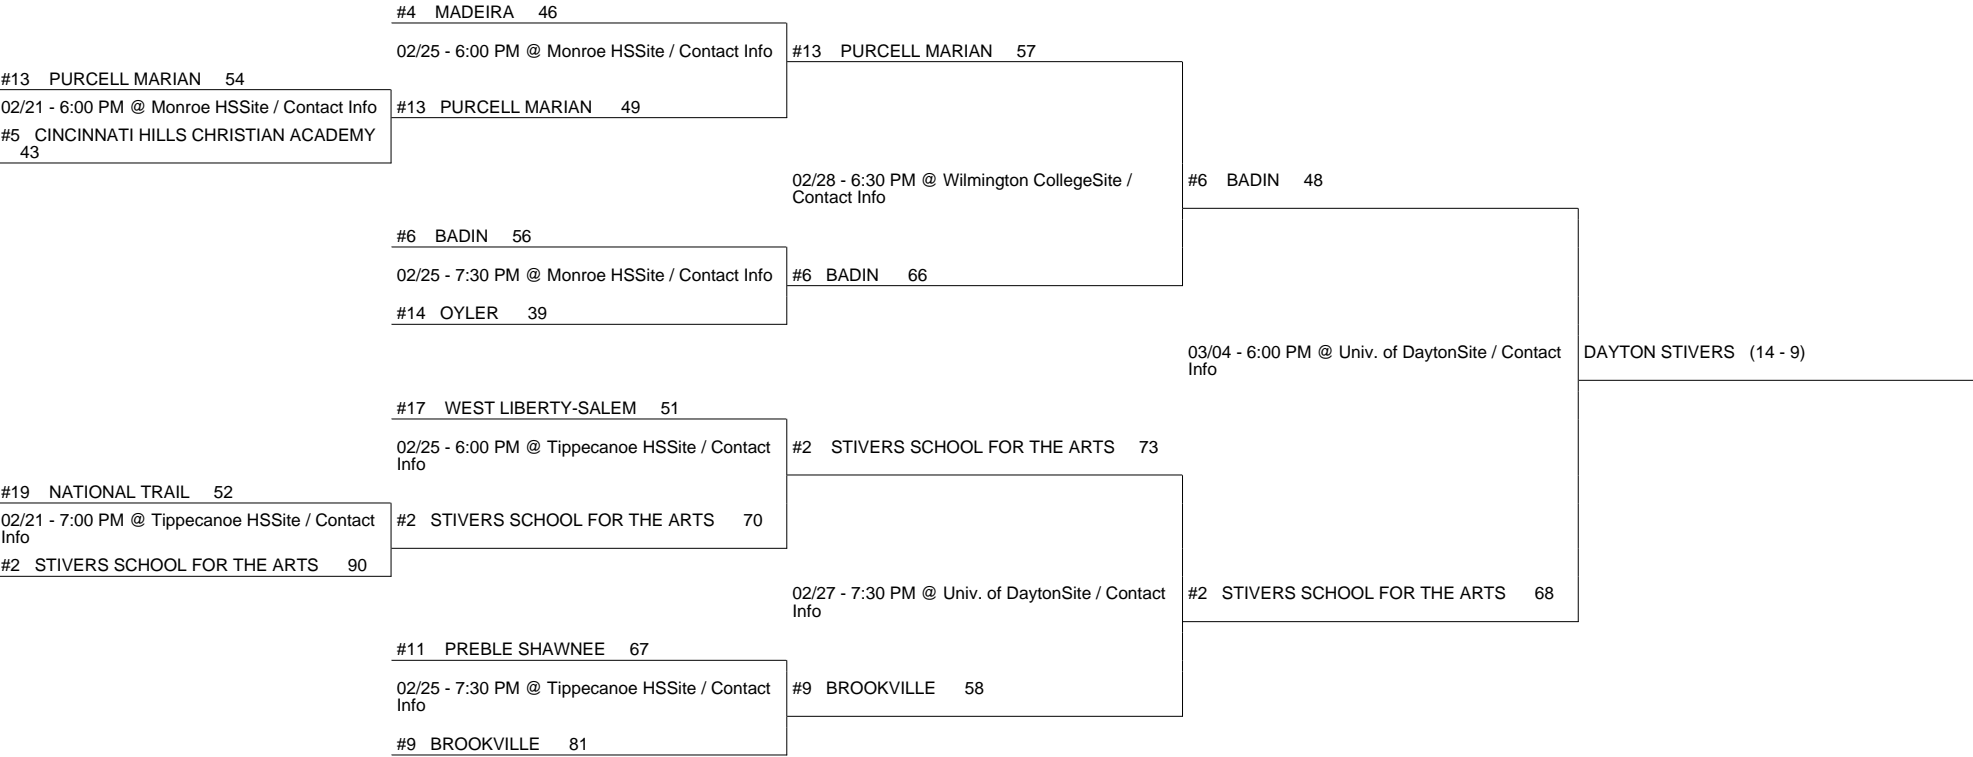 #4 MADEIRA 46
02/25 - 6:00 PM @ Monroe HSSite / Contact Info
#13 PURCELL MARIAN 57
#13 PURCELL MARIAN 54
02/21 - 6:00 PM @ Monroe HSSite / Contact Info
#13 PURCELL MARIAN 49
#5 CINCINNATI HILLS CHRISTIAN ACADEMY
43
02/28 - 6:30 PM @ Wilmington CollegeSite /
Contact Info
#6 BADIN 48
#6 BADIN 56
02/25 - 7:30 PM @ Monroe HSSite / Contact Info
#6 BADIN 66
#14 OYLER 39
03/04 - 6:00 PM @ Univ. of DaytonSite / Contact
Info
DAYTON STIVERS (14 - 9)
#17 WEST LIBERTY-SALEM 51
02/25 - 6:00 PM @ Tippecanoe HSSite / Contact
Info
#2 STIVERS SCHOOL FOR THE ARTS 73
#19 NATIONAL TRAIL 52
02/21 - 7:00 PM @ Tippecanoe HSSite / Contact
Info
#2 STIVERS SCHOOL FOR THE ARTS 70
#2 STIVERS SCHOOL FOR THE ARTS 90
02/27 - 7:30 PM @ Univ. of DaytonSite / Contact
Info
#2 STIVERS SCHOOL FOR THE ARTS 68
#11 PREBLE SHAWNEE 67
02/25 - 7:30 PM @ Tippecanoe HSSite / Contact
Info
#9 BROOKVILLE 58
#9 BROOKVILLE 81